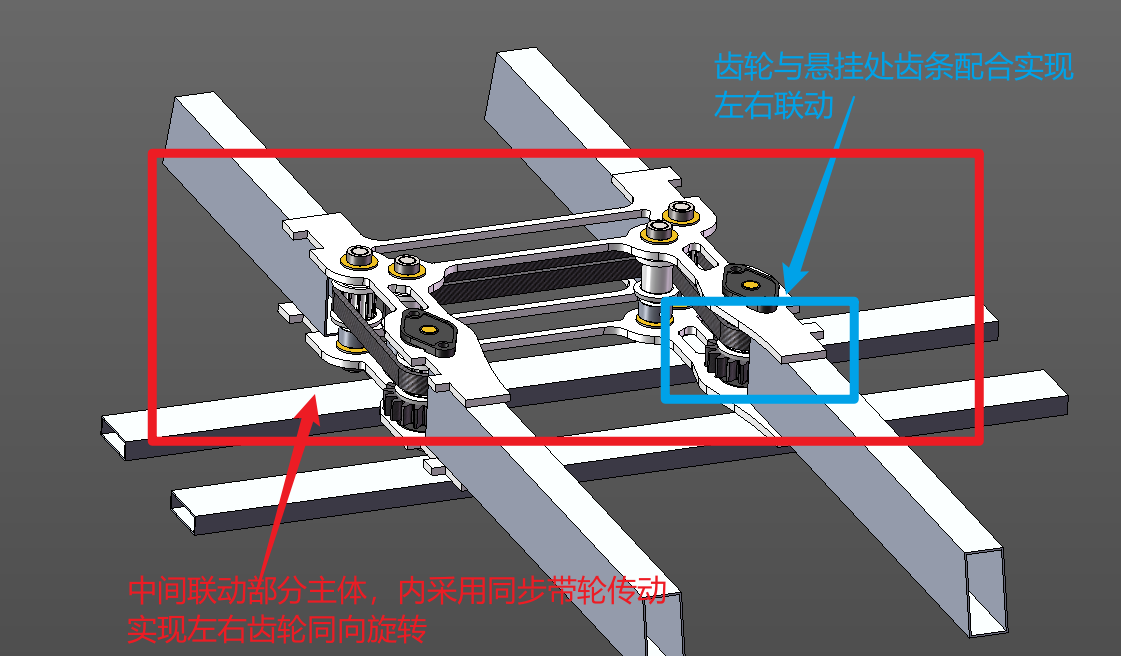 齿轮与悬挂处齿条配合实现
左右联动
中间联动部分主体，内采用同步带轮传动
实现左右齿轮同向旋转